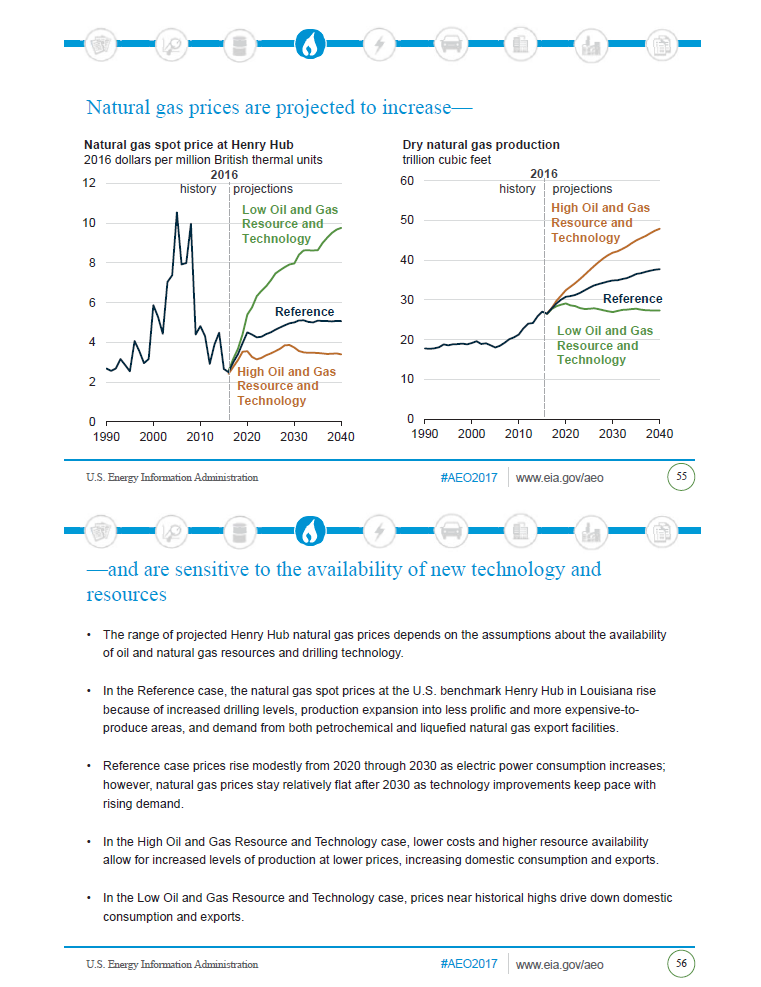 Natural gas prices are projected to increase—
Natural gas spot price at Henry Hub
2016 dollars per million British thermal units
2016
history
projections
12
10
8
6
4
2
0
Low Oil and Gas
Resource and
Technology
Reference
High Oil and Gas
Resource and
Technology
1990
2000
2010
2020
2030
2040
Dry natural gas production
trillion cubic feet
2016
history
projections
60
50
40
30
20
10
0
High Oil and Gas
Resource and
Technology
Reference
Low Oil and Gas
Resource and
Technology
1990
2000
2010
2020
2030
2040
U.S. Energy Information Administration
#AEO2017
www.eia.gov/aeo
55
—and are sensitive to the availability of new technology and
resources
• The range of projected Henry Hub natural gas prices depends on the assumptions about the availability
of oil and natural gas resources and drilling technology.
• In the Reference case, the natural gas spot prices at the U.S. benchmark Henry Hub in Louisiana rise
because of increased drilling levels, production expansion into less prolific and more expensive-to-
produce areas, and demand from both petrochemical and liquefied natural gas export facilities.
• Reference case prices rise modestly from 2020 through 2030 as electric power consumption increases;
however, natural gas prices stay relatively flat after 2030 as technology improvements keep pace with
rising demand.
• In the High Oil and Gas Resource and Technology case, lower costs and higher resource availability
allow for increased levels of production at lower prices, increasing domestic consumption and exports.
• In the Low Oil and Gas Resource and Technology case, prices near historical highs drive down domestic
consumption and exports.
U.S. Energy Information Administration
#AEO2017
www.eia.gov/aeo
56